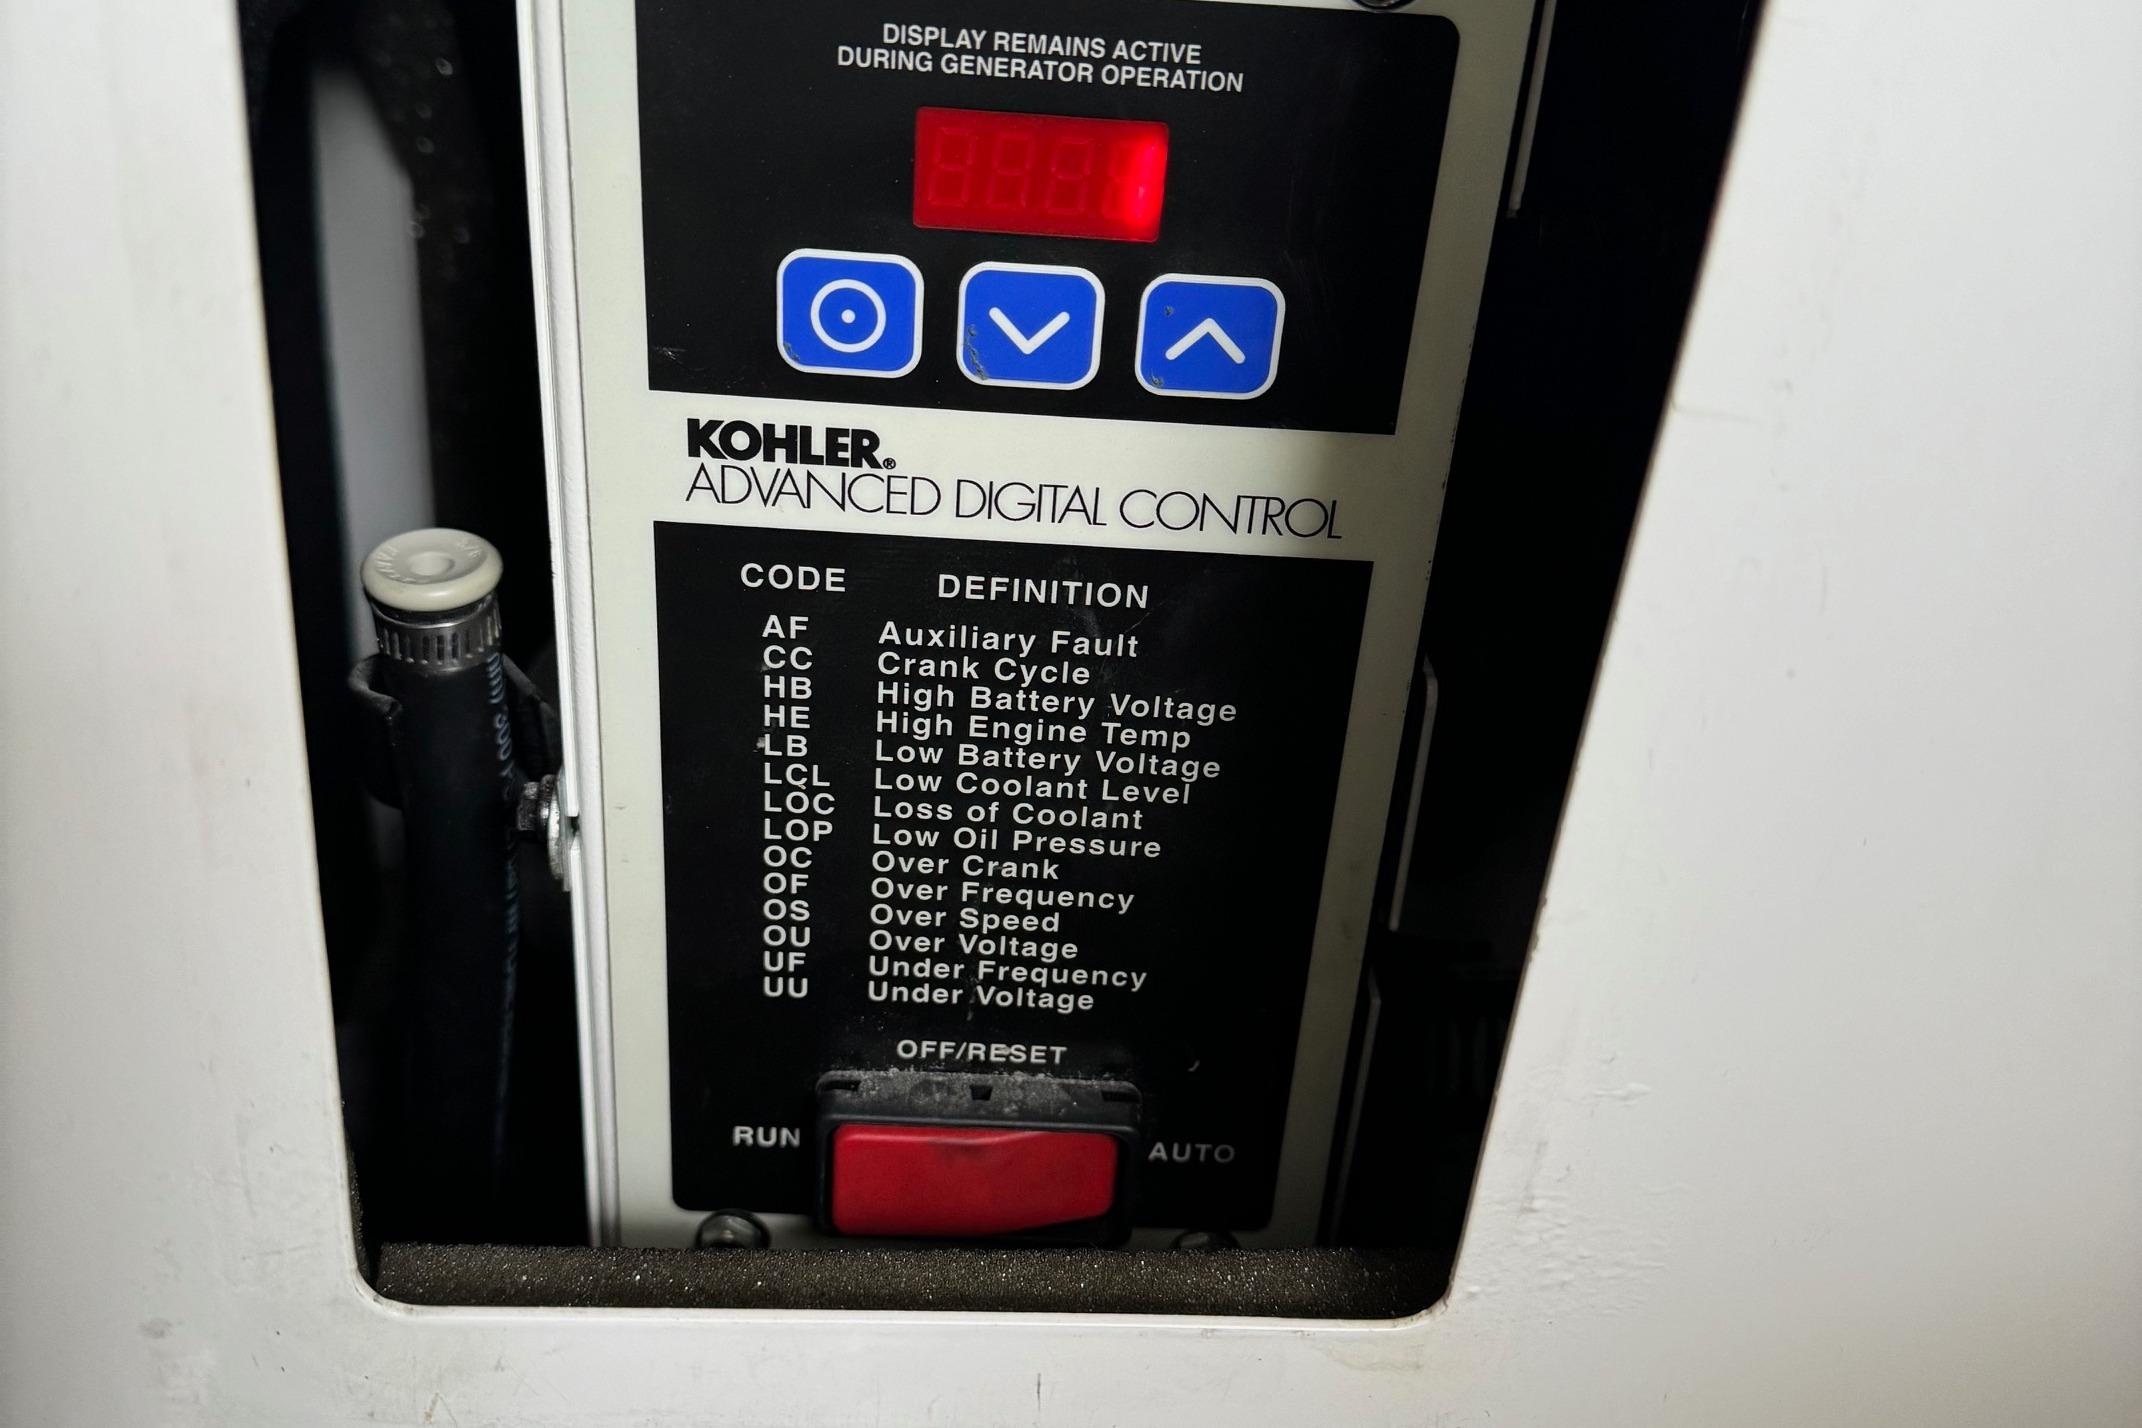 DISPLAY REMAINS ACTIVE
DURING GENERATOR OPERATION
1
KOHLER®
ADVANCED DIGITAL CONTROL
CODE DEFINITION
AF Auxiliary Fault
CC Crank Cycle
HB High Battery Voltage
HE High Engine Temp
LB Low Battery Voltage
LCL Low Coolant Level
LOC Loss of Coolant
LOP Low Oil Pressure
OC Over Crank
OF Over Frequency
OS Over Speed
OU Over Voltage
UF Under Frequency
UU Under Voltage
OFF/RESET
RUN
AUTO